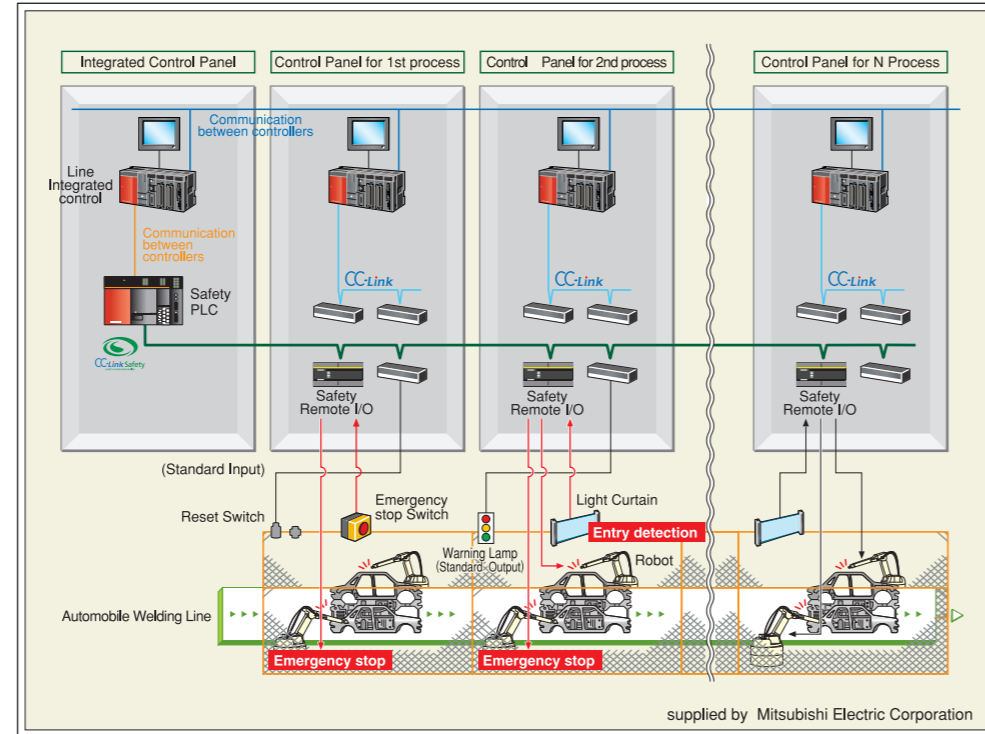 Integrated Control Panel
Control Panel for 1st process
Control Panel for 2nd process
Control Panel for N Process
Communication
between controllers
Line
Integrated
control
Communication
between
controllers
Safety
PLC
CC-Link Safety
CC-Link
CC-Link
CC-Link
Safety
Remote I/O
Safety
Remote I/O
Safety
Remote I/O
(Standard Input)
Reset Switch
Emergency
stop Switch
Light Curtain
Entry detection
Warning Lamp
(Standard Output)
Robot
Automobile Welding Line
Emergency stop
Emergency stop
supplied by Mitsubishi Electric Corporation